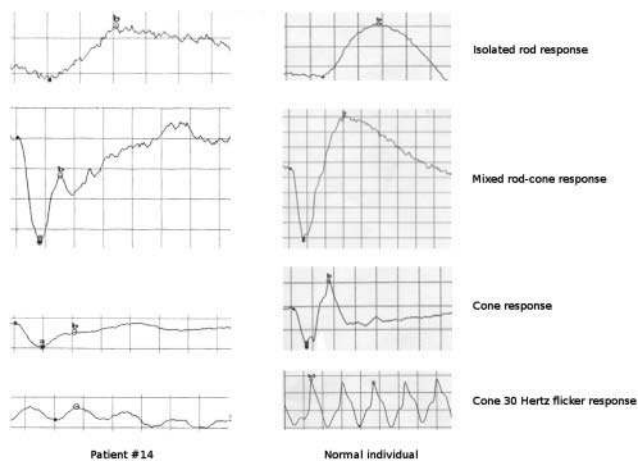 b
b
Isolated rod response
b
b
Mixed rod-cone response
b
b
Cone response
Cone 30 Hertz flicker response
Patient #14
Normal individual